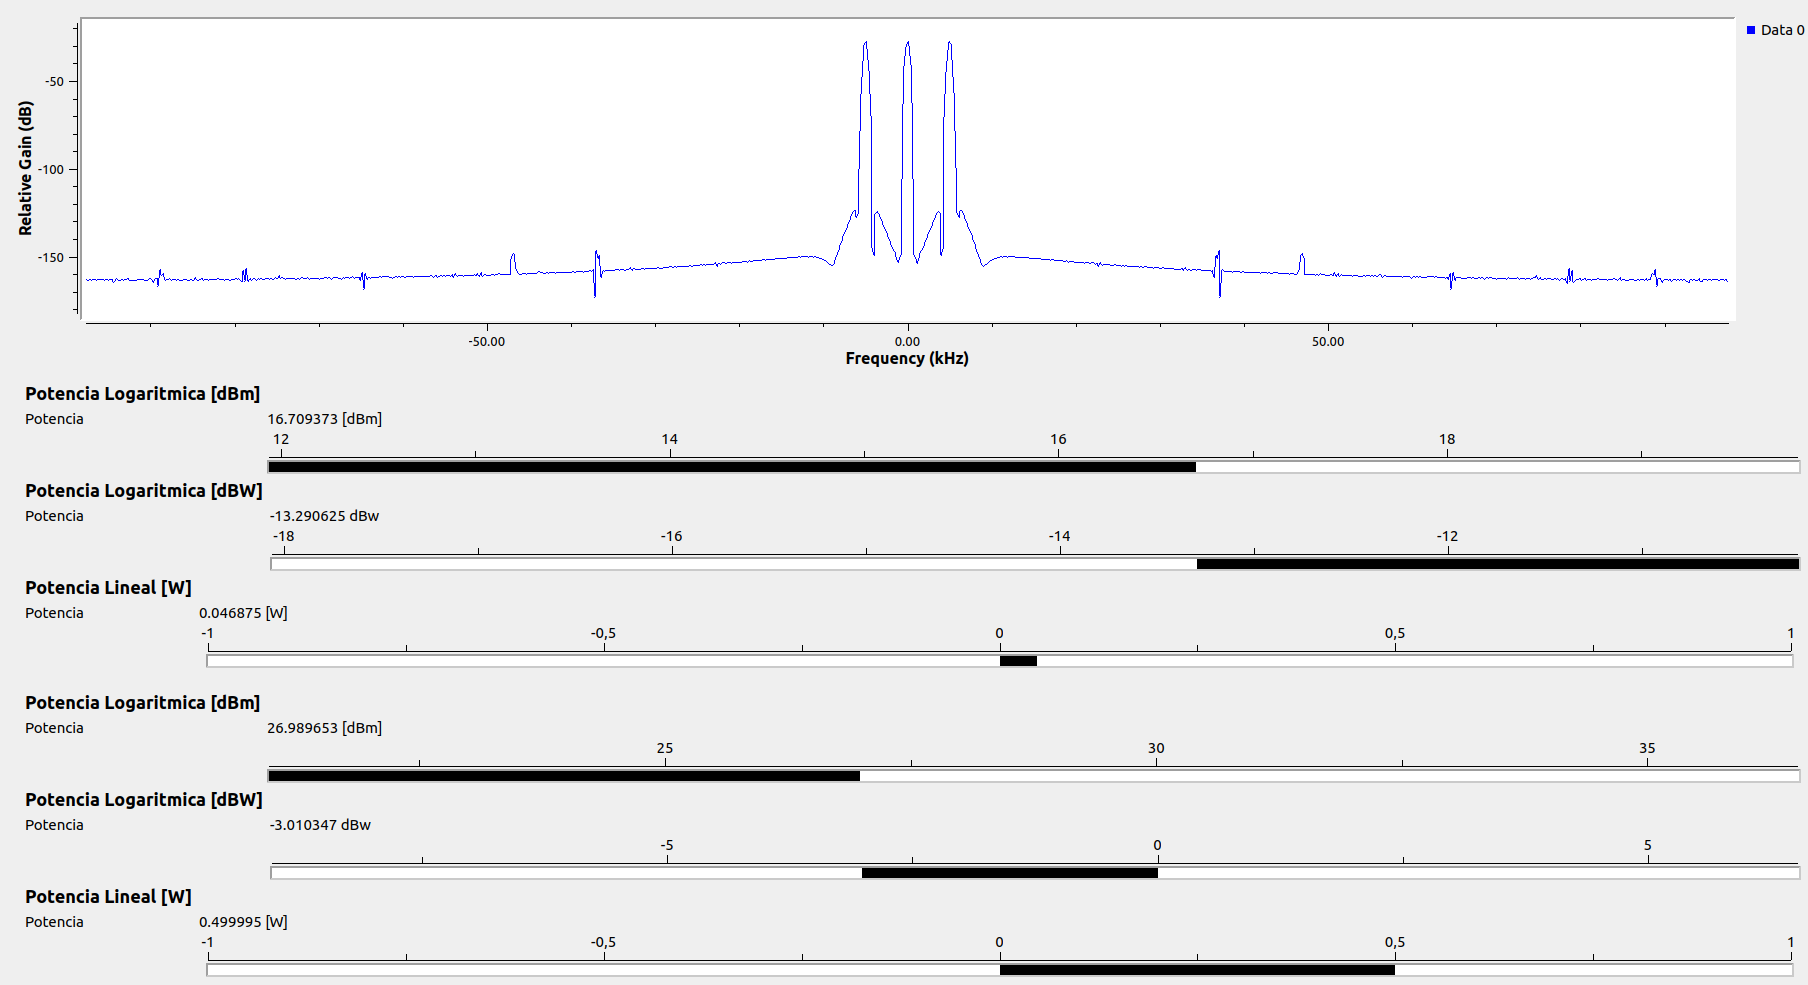 Data 0
-50
-100
-150
Relative Gain (dB)
-50.00 0.00 50.00
Frequency (kHz)
Potencia Logaritmica [dBm]
Potencia 16.709373 [dBm]
12 14 16 18
Potencia Logaritmica [dBW]
Potencia -13.290625 dBw
-18 -16 -14 -12
Potencia Lineal [W]
Potencia 0.046875 [W]
-1 -0,5 0 0,5 1
Potencia Logaritmica [dBm]
Potencia 26.989653 [dBm]
25 30 35
Potencia Logaritmica [dBW]
Potencia -3.010347 dBw
-5 0 5
Potencia Lineal [W]
Potencia 0.499995 [W]
-1 -0,5 0 0,5 1